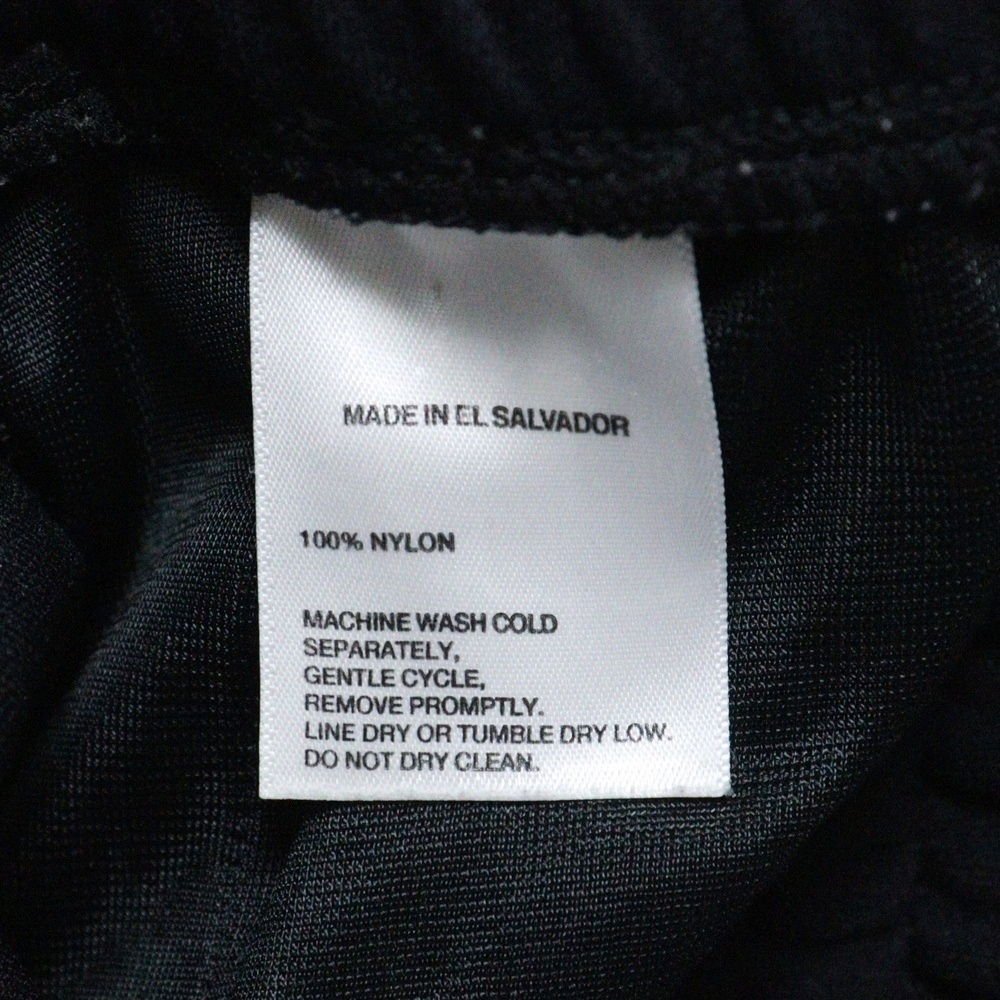 MADE IN EL SALVADOR
100% NYLON
MACHINE WASH COLD
SEPARATELY,
GENTLE CYCLE,
REMOVE PROMPTLY.
LINE DRY OR TUMBLE DRY LOW.
DO NOT DRY CLEAN.